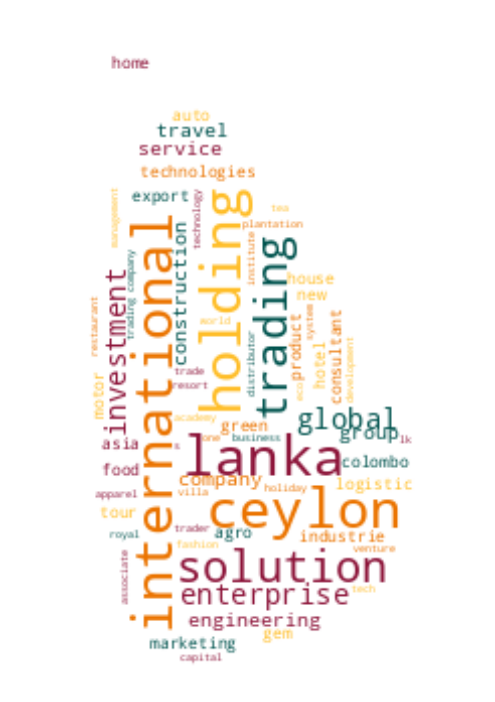 home
auto
travel
service
technologies
export
management
technology
holding
tea
plantation
international
construction
trading
institute
trading company
investment
house
new
restaurant
world
product
system
consultant
distributor
hotel
development
motor
trade
resort
eco
academy
green
global
group
lk
asia
s
one
business
lanka
colombo
food
company
logistic
apparel
villa
holiday
ceylon
tour
royal
trader
agro
industrie
fashion
venture
associate
solution
tech
enterprise
engineering
gem
marketing
capital